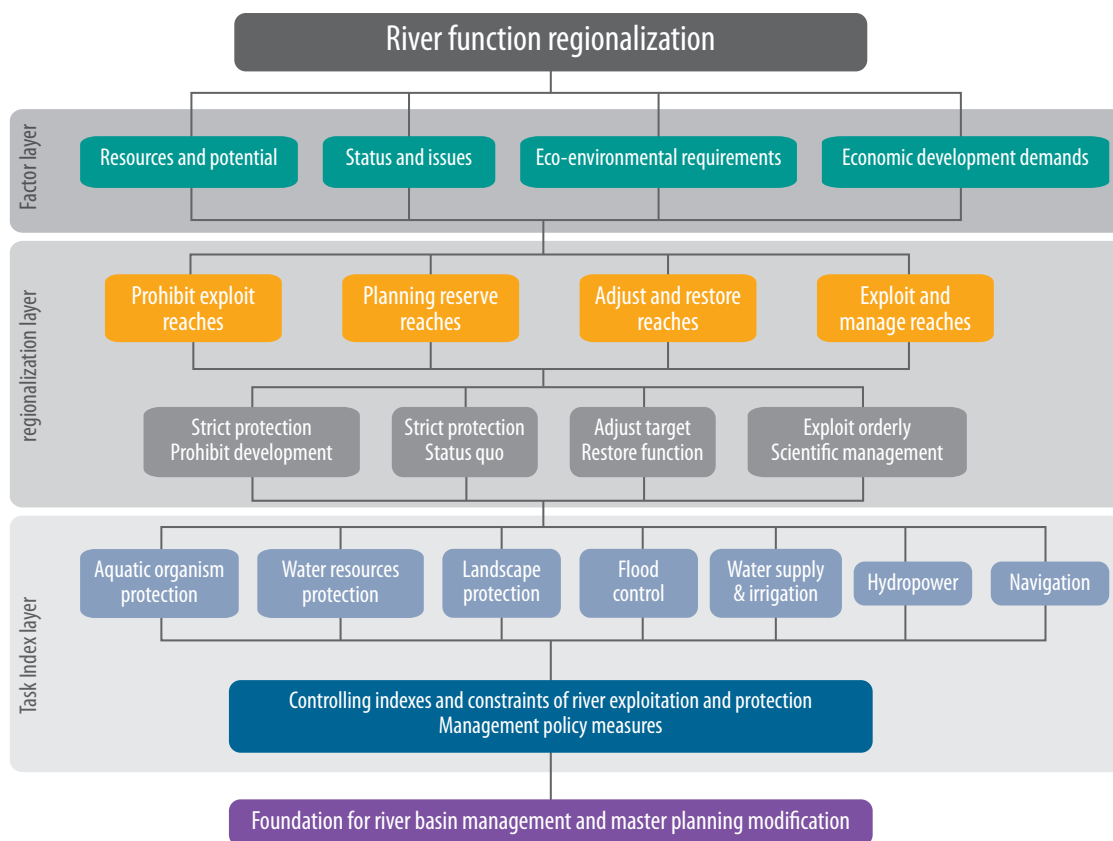 River function regionalization
Factor layer
Resources and potential
Status and issues
Eco-environmental requirements
Economic development demands
regionalization layer
Prohibit exploit
reaches
Planning reserve
reaches
Adjust and restore
reaches
Exploit and
manage reaches
Strict protection
Prohibit development
Strict protection
Status quo
Adjust target
Restore function
Exploit orderly
Scientific management
Task Index layer
Aquatic organism
protection
Water resources
protection
Landscape
protection
Flood
control
Water supply
& irrigation
Hydropower
Navigation
Controlling indexes and constraints of river exploitation and protection
Management policy measures
Foundation for river basin management and master planning modification